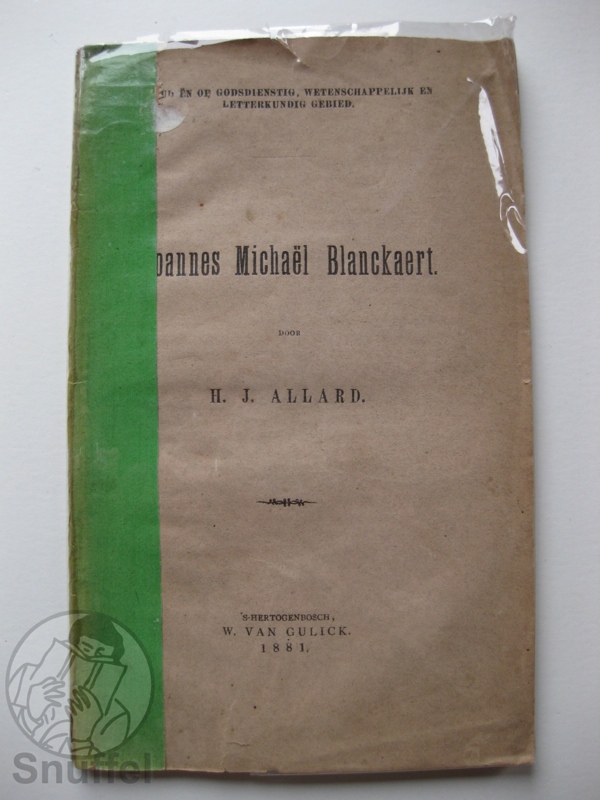 EN OP GODSDIENSTIG, WETENSCHAPPELIJK EN
LETTERKUNDIG GEBIED.
oannes Michaël Blanckaert.
DOOR
H. J. ALLARD.
'S-HERTOGENBOSCH,
W. VAN GULICK.
1881.
Snuffel